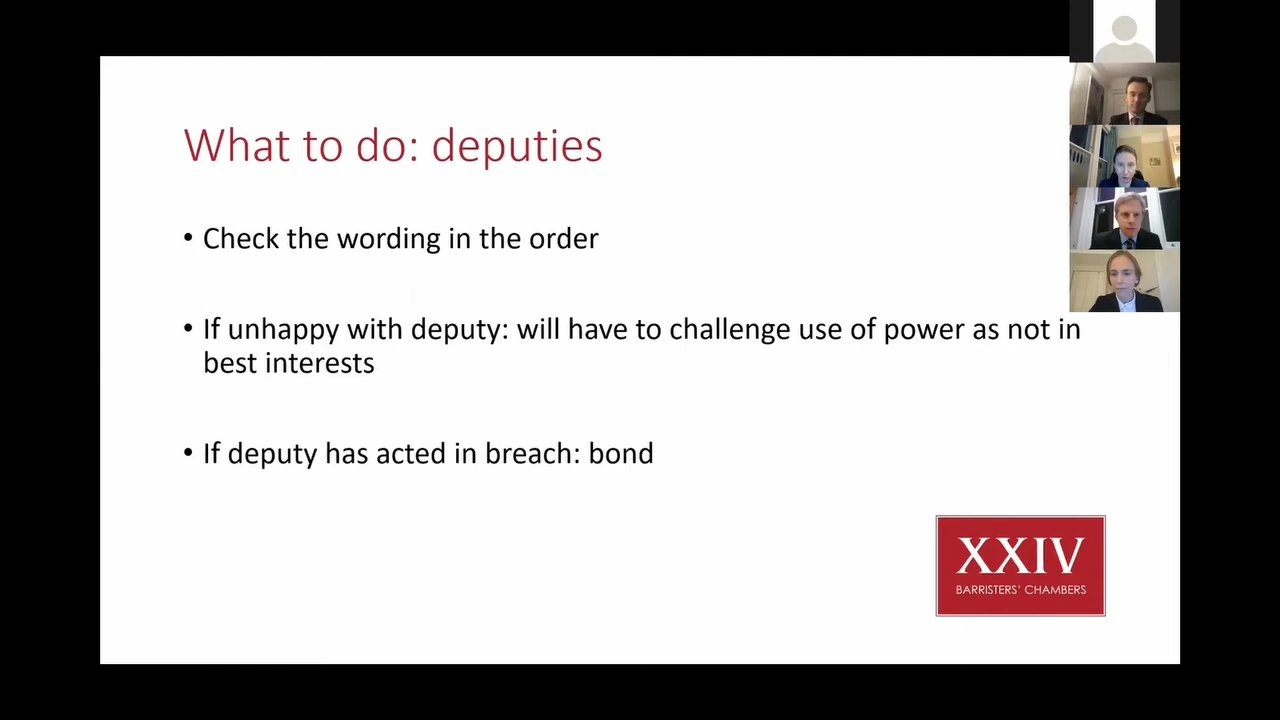 What to do: deputies
• Check the wording in the order
• If unhappy with deputy: will have to challenge use of power as not in
best interests
• If deputy has acted in breach: bond
XXIV
BARRISTERS' CHAMBERS